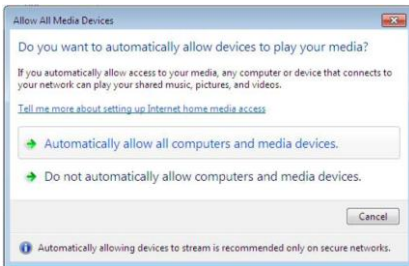 Allow All Media Devices
Do you want to automatically allow devices to play your media?
If you automatically allow access to your media, any computer or device that connects to
your network can play your shared music, pictures, and videos.
Tell me more about setting up Internet home media access
Automatically allow all computers and media devices.
Do not automatically allow computers and media devices.
Cancel
Automatically allowing devices to stream is recommended only on secure networks.